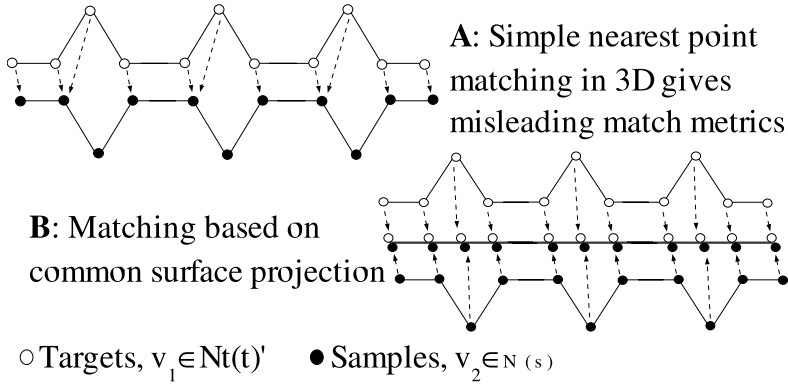 A: Simple nearest point
matching in 3D gives
misleading match metrics
B: Matching based on
common surface projection
Targets, v₁∈Nt(t)'
Samples, v₂∈N(s)